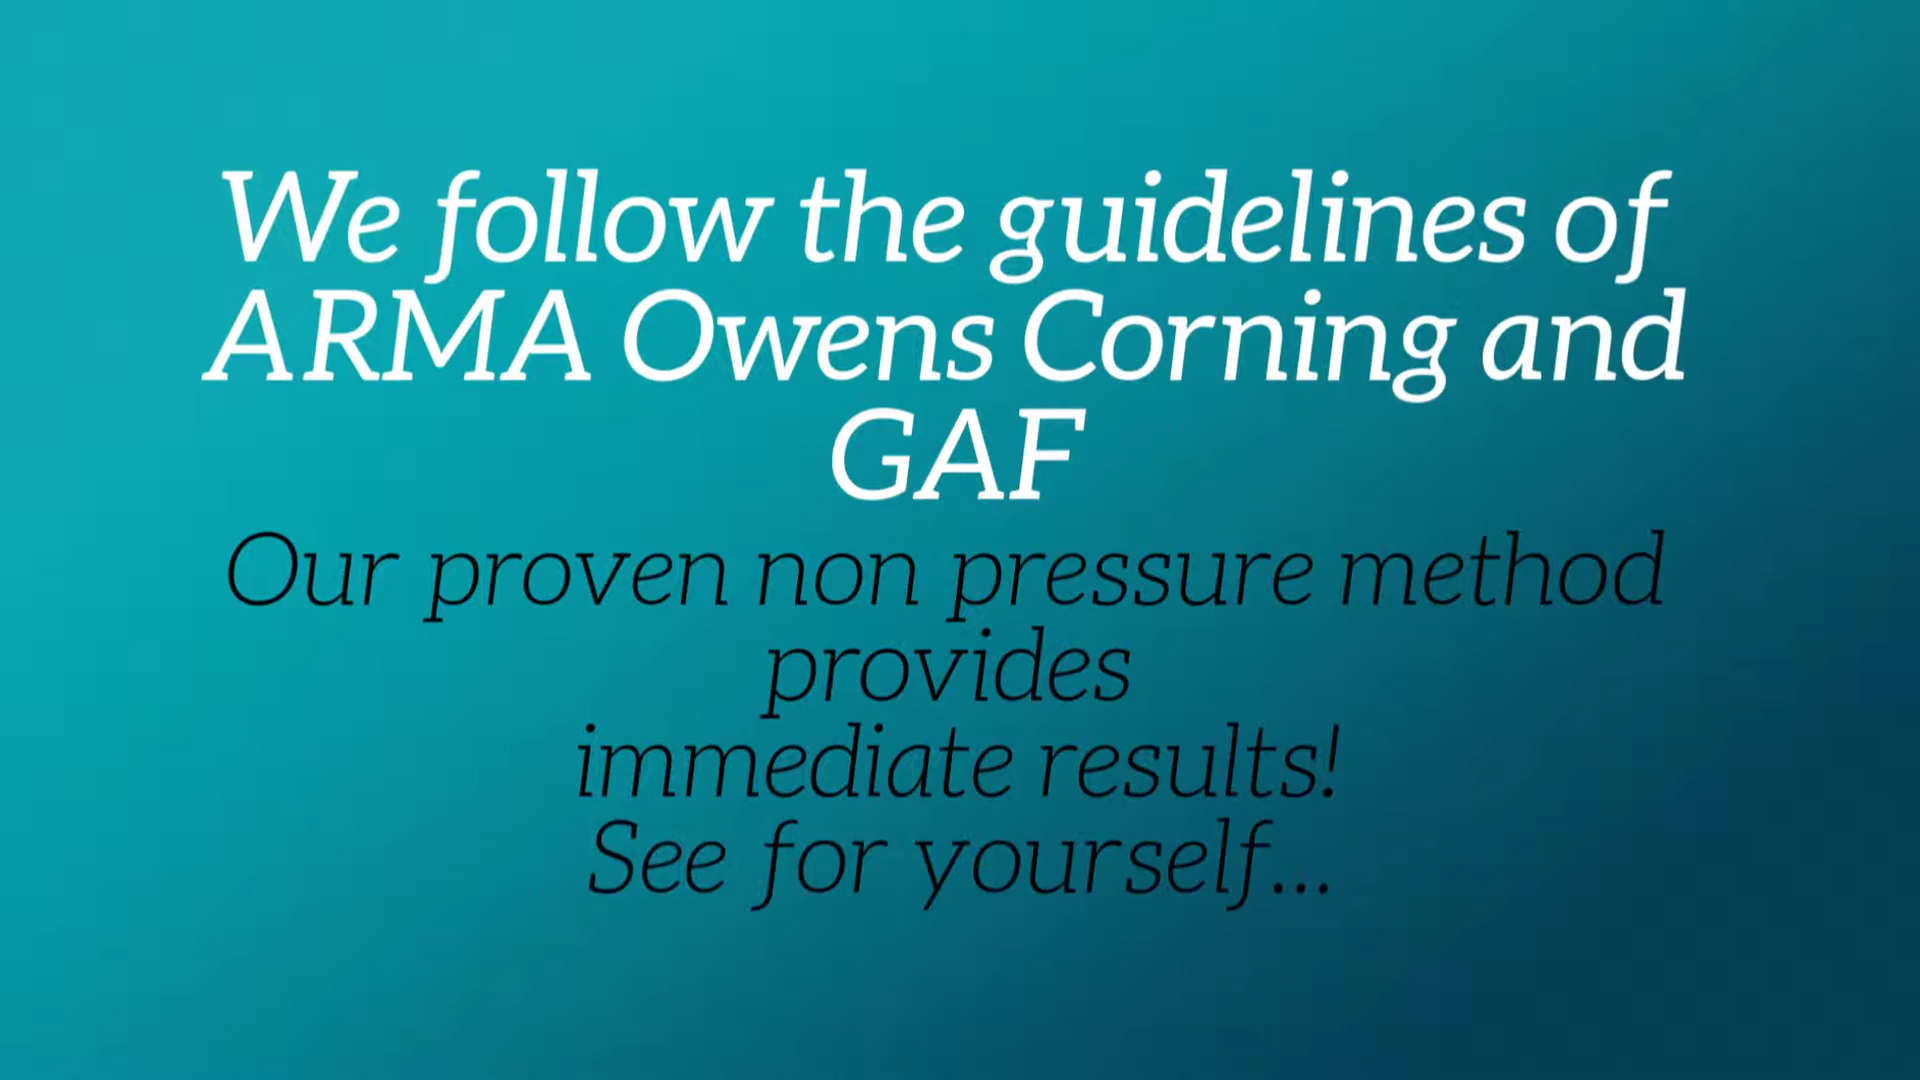 We follow the guidelines of
ARMA Owens Corning and
GAF
Our proven non pressure method
provides
immediate results!
See for yourself...